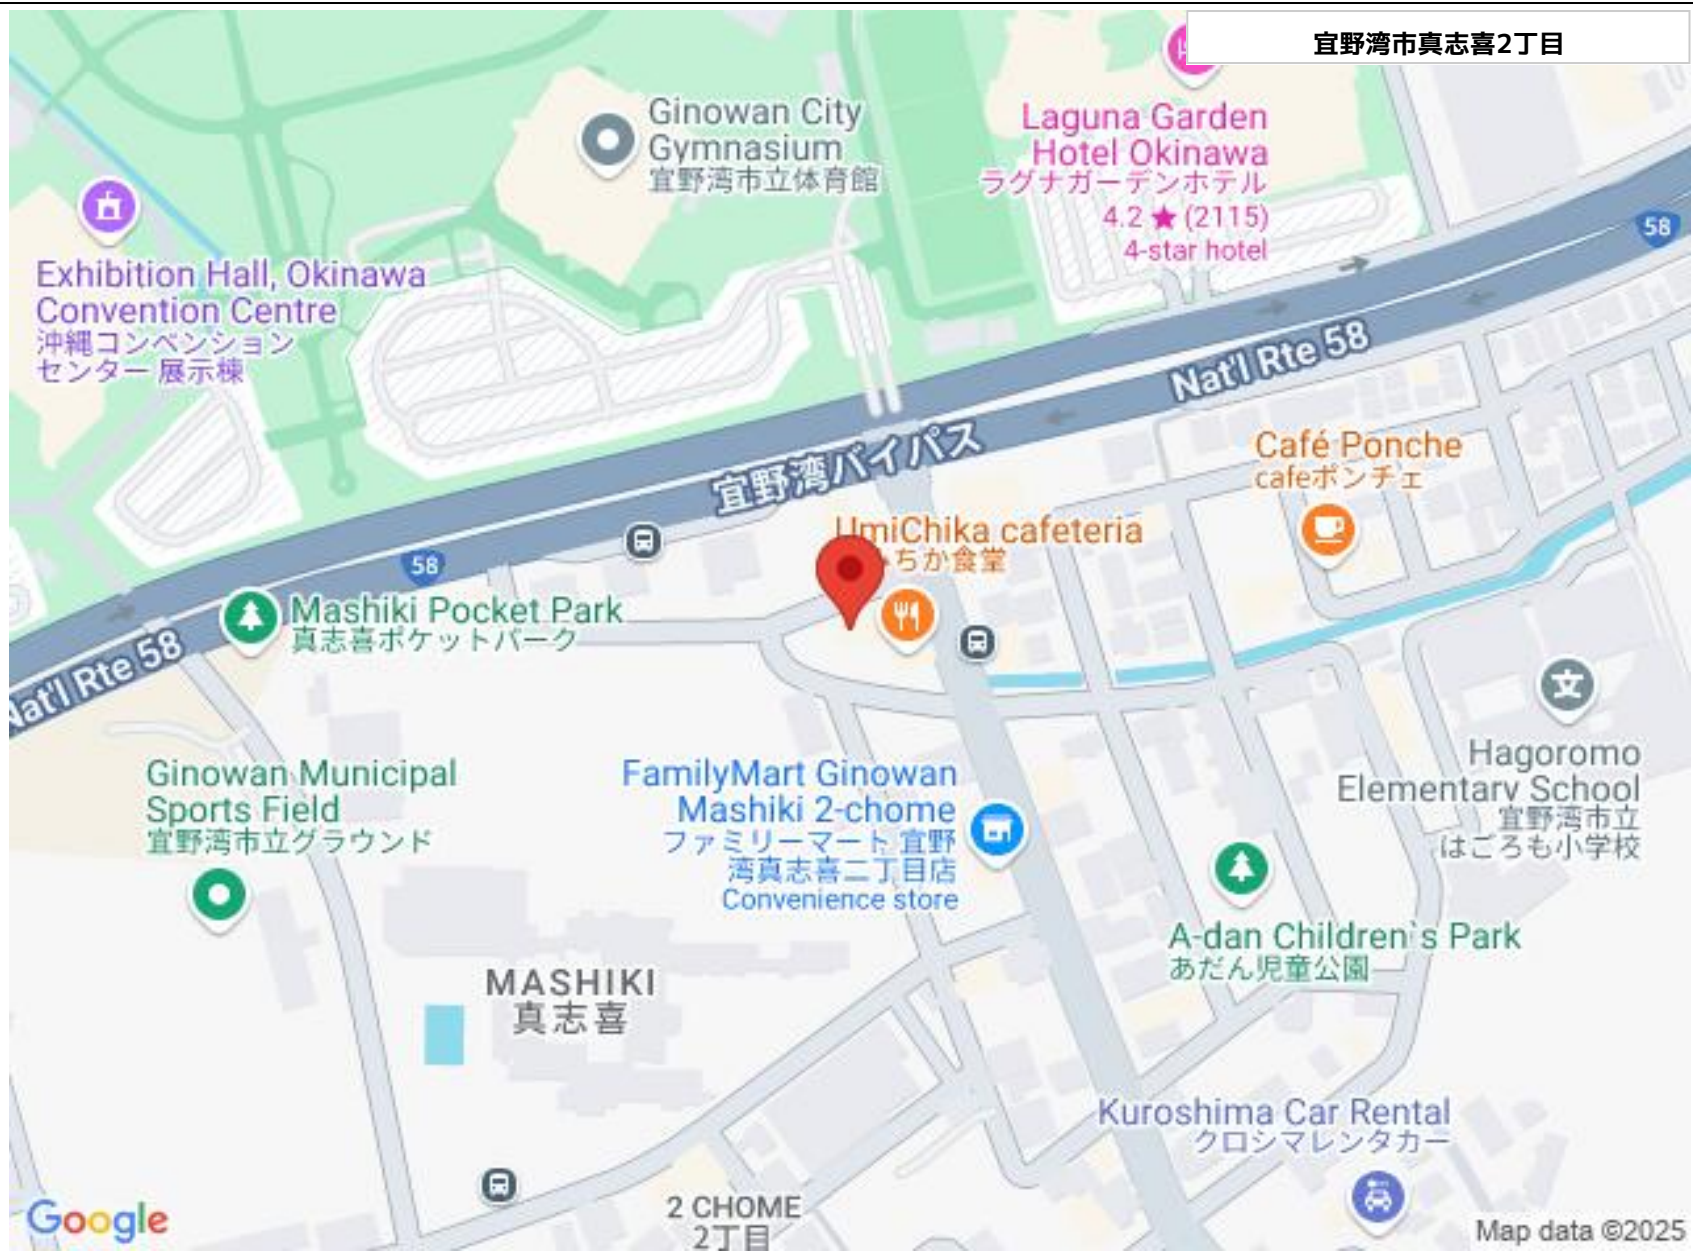 宜野湾市真志喜2丁目
Ginowan City
Gymnasium
宜野湾市立体育館
Laguna Garden
Hotel Okinawa
ラグナガーデンホテル
4.2 ★ (2115)
4-star hotel
58
Exhibition Hall, Okinawa
Convention Centre
沖縄コンベンション
センター 展示棟
Nat'l Rte 58
宜野湾バイパス
Café Ponche
cafeポンチェ
UmiChika cafeteria
ちか食堂
58
Mashiki Pocket Park
真志喜ポケットパーク
Nat'l Rte 58
文
Hagoromo
Elementary School
宜野湾市立
はごろも小学校
Ginowan Municipal
Sports Field
宜野湾市立グラウンド
FamilyMart Ginowan
Mashiki 2-chome
ファミリーマート 宜野
湾真志喜二丁目店
Convenience store
A-dan Children`s Park
あだん児童公園
MASHIKI
真志喜
Kuroshima Car Rental
クロシマレンタカー
2 CHOME
2丁目
Google
Map data ©2025